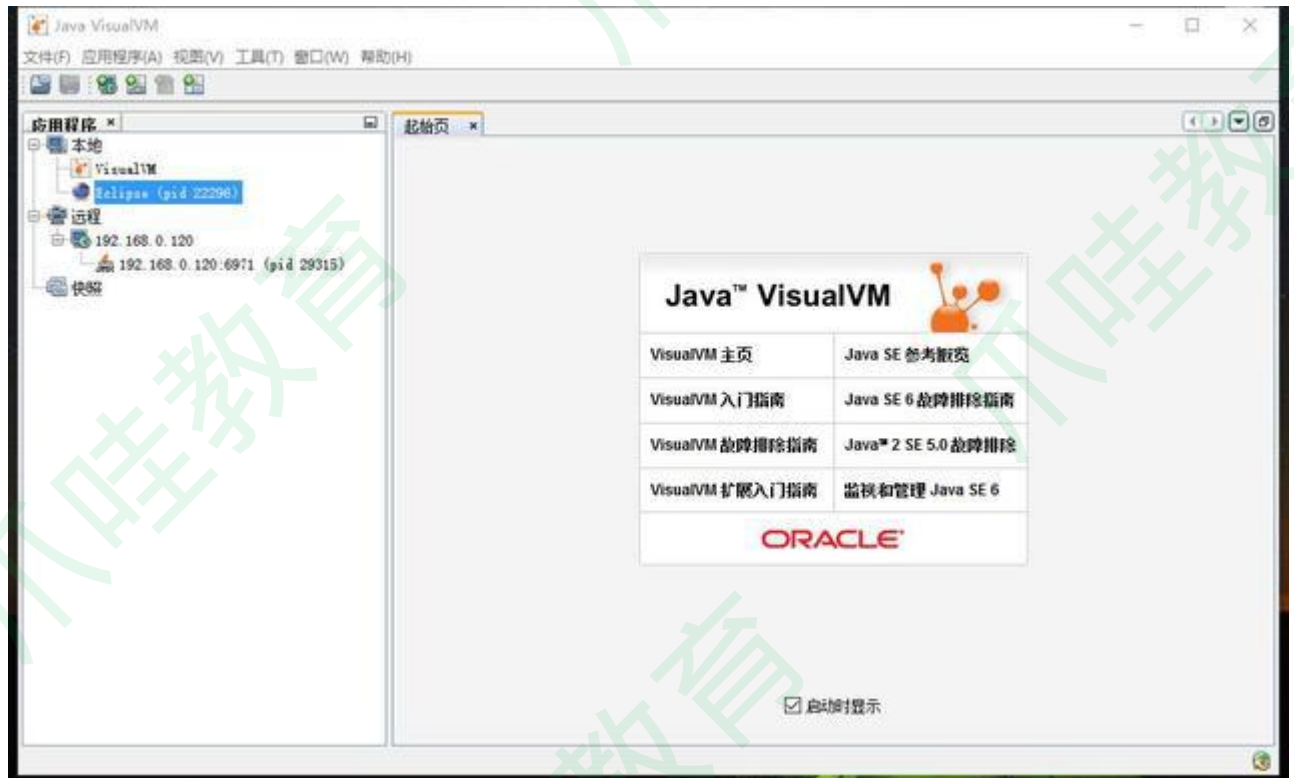 Java VisualVM
文件(F) 应用程序(A) 视图(V) 工具(T) 窗口(W) 帮助(H)
应用程序
起始页
本地
VisualVM
Eclipse (pid 22296)
远程
192.168.0.120
192.168.0.120:6971 (pid 29315)
快照
Java™ VisualVM
VisualVM 主页
Java SE 参考概览
VisualVM 入门指南
Java SE 6 故障排除指南
VisualVM 故障排除指南
Java™ 2 SE 5.0 故障排除
VisualVM 扩展入门指南
监视和管理 Java SE 6
ORACLE
启动时显示
爪哇教育